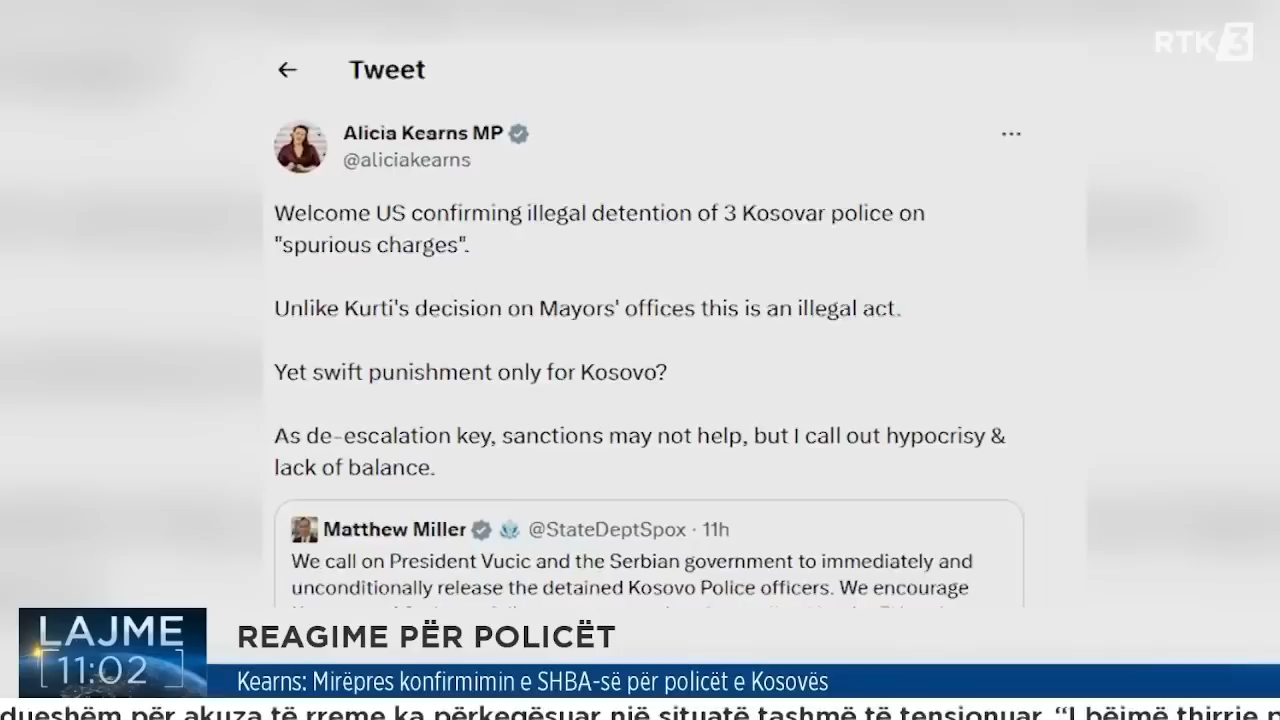 RTK 3
Tweet
Alicia Kearns MP
@aliciakearns
Welcome US confirming illegal detention of 3 Kosovar police on
"spurious charges".
Unlike Kurti's decision on Mayors' offices this is an illegal act.
Yet swift punishment only for Kosovo?
As de-escalation key, sanctions may not help, but I call out hypocrisy &
lack of balance.
Matthew Miller @StateDeptSpox · 11h
We call on President Vucic and the Serbian government to immediately and
unconditionally release the detained Kosovo Police officers. We encourage
LAJME
11:02
REAGIME PËR POLICËT
Kearns: Mirëpres konfirmimin e SHBA-së për policët e Kosovës
dueshëm për akuza të rreme ka përkeqësuar një situatë tashmë të tensionuar. “I bëjmë thirrje